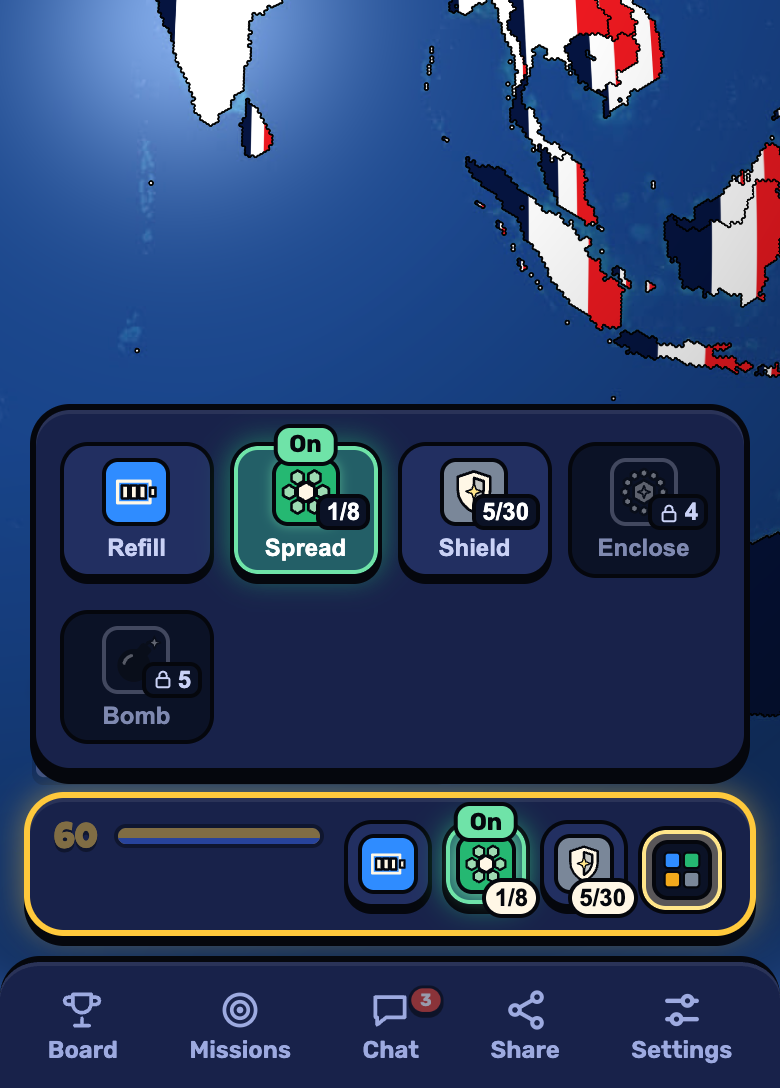 On
1/8
5/30
4
Refill
Spread
Shield
Enclose
5
Bomb
60
On
1/8
5/30
3
Board
Missions
Chat
Share
Settings